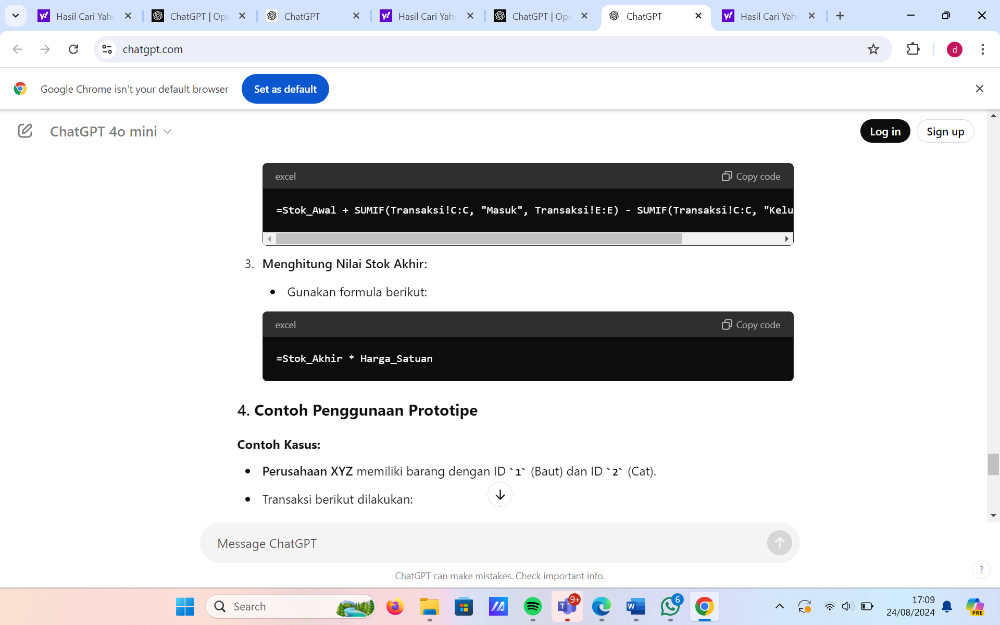 Hasil Cari Yah
ChatGPT | Ope
ChatGPT
Hasil Cari Yah
ChatGPT | Ope
ChatGPT
Hasil Cari Yah
chatgpt.com
d
Google Chrome isn't your default browser
Set as default
ChatGPT 4o mini
Log in
Sign up
excel
Copy code
=Stok_Awal + SUMIF(Transaksi!C:C, "Masuk", Transaksi!E:E) - SUMIF(Transaksi!C:C, "Kelu
3. Menghitung Nilai Stok Akhir:
• Gunakan formula berikut:
excel
Copy code
=Stok_Akhir * Harga_Satuan
4. Contoh Penggunaan Prototipe
Contoh Kasus:
• Perusahaan XYZ memiliki barang dengan ID `1` (Baut) dan ID `2` (Cat).
• Transaksi berikut dilakukan:
Message ChatGPT
ChatGPT can make mistakes. Check important info.
?
Search
9+
6
17:09
24/08/2024
PRE